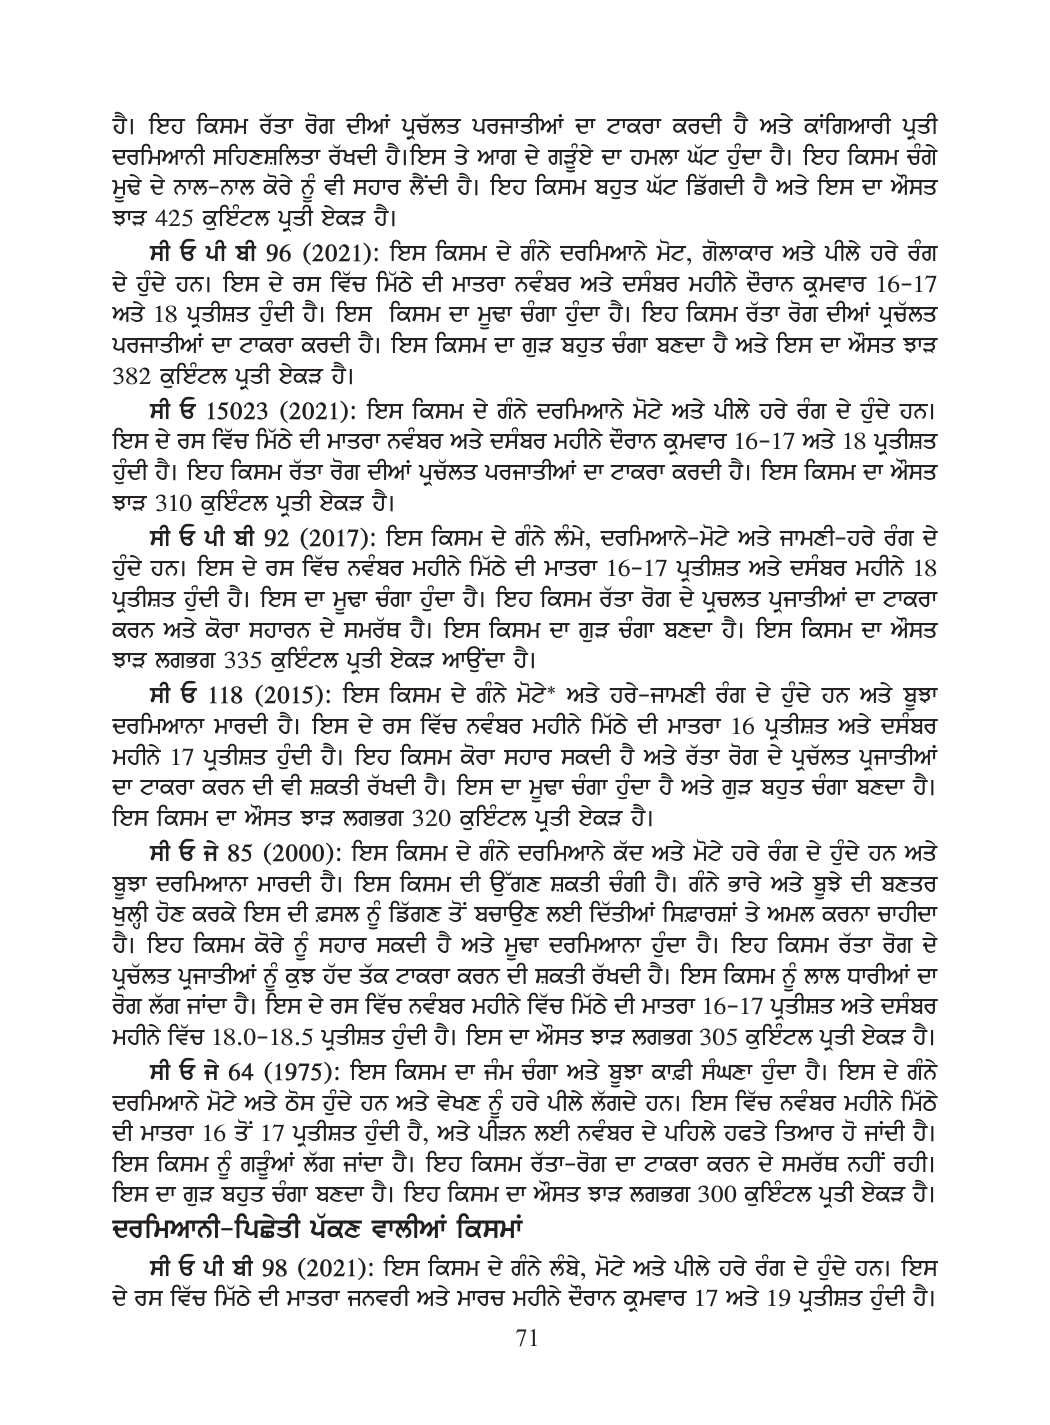 ਹੈ। ਇਹ ਕਿਸਮ ਰੱਤਾ ਰੋਗ ਦੀਆਂ ਪ੍ਰਚੱਲਤ ਪਰਜਾਤੀਆਂ ਦਾ ਟਾਕਰਾ ਕਰਦੀ ਹੈ ਅਤੇ ਕਾਂਗਿਆਰੀ ਪ੍ਰਤੀ
ਦਰਮਿਆਨੀ ਸਹਿਣਸ਼ਲਿਤਾ ਰੱਖਦੀ ਹੈ।ਇਸ ਤੇ ਆਗ ਦੇ ਗੜੂੰਏ ਦਾ ਹਮਲਾ ਘੱਟ ਹੁੰਦਾ ਹੈ। ਇਹ ਕਿਸਮ ਚੰਗੇ
ਮੂਢੇ ਦੇ ਨਾਲ-ਨਾਲ ਕੋਰੇ ਨੂੰ ਵੀ ਸਹਾਰ ਲੈਂਦੀ ਹੈ। ਇਹ ਕਿਸਮ ਬਹੁਤ ਘੱਟ ਡਿੱਗਦੀ ਹੈ ਅਤੇ ਇਸ ਦਾ ਔਸਤ
ਝਾੜ 425 ਕੁਇੰਟਲ ਪ੍ਰਤੀ ਏਕੜ ਹੈ।
ਸੀ ਓ ਪੀ ਬੀ 96 (2021): ਇਸ ਕਿਸਮ ਦੇ ਗੰਨੇ ਦਰਮਿਆਨੇ ਮੋਟ, ਗੋਲਾਕਾਰ ਅਤੇ ਪੀਲੇ ਹਰੇ ਰੰਗ
ਦੇ ਹੁੰਦੇ ਹਨ। ਇਸ ਦੇ ਰਸ ਵਿੱਚ ਮਿੱਠੇ ਦੀ ਮਾਤਰਾ ਨਵੰਬਰ ਅਤੇ ਦਸੰਬਰ ਮਹੀਨੇ ਦੌਰਾਨ ਕ੍ਰਮਵਾਰ 16-17
ਅਤੇ 18 ਪ੍ਰਤੀਸ਼ਤ ਹੁੰਦੀ ਹੈ। ਇਸ ਕਿਸਮ ਦਾ ਮੂਢਾ ਚੰਗਾ ਹੁੰਦਾ ਹੈ। ਇਹ ਕਿਸਮ ਰੱਤਾ ਰੋਗ ਦੀਆਂ ਪ੍ਰਚੱਲਤ
ਪਰਜਾਤੀਆਂ ਦਾ ਟਾਕਰਾ ਕਰਦੀ ਹੈ। ਇਸ ਕਿਸਮ ਦਾ ਗੁੜ ਬਹੁਤ ਚੰਗਾ ਬਣਦਾ ਹੈ ਅਤੇ ਇਸ ਦਾ ਔਸਤ ਝਾੜ
382 ਕੁਇੰਟਲ ਪ੍ਰਤੀ ਏਕੜ ਹੈ।
ਸੀ ਓ 15023 (2021): ਇਸ ਕਿਸਮ ਦੇ ਗੰਨੇ ਦਰਮਿਆਨੇ ਮੋਟੇ ਅਤੇ ਪੀਲੇ ਹਰੇ ਰੰਗ ਦੇ ਹੁੰਦੇ ਹਨ।
ਇਸ ਦੇ ਰਸ ਵਿੱਚ ਮਿੱਠੇ ਦੀ ਮਾਤਰਾ ਨਵੰਬਰ ਅਤੇ ਦਸੰਬਰ ਮਹੀਨੇ ਦੌਰਾਨ ਕ੍ਰਮਵਾਰ 16-17 ਅਤੇ 18 ਪ੍ਰਤੀਸ਼ਤ
ਹੁੰਦੀ ਹੈ। ਇਹ ਕਿਸਮ ਰੱਤਾ ਰੋਗ ਦੀਆਂ ਪ੍ਰਚੱਲਤ ਪਰਜਾਤੀਆਂ ਦਾ ਟਾਕਰਾ ਕਰਦੀ ਹੈ। ਇਸ ਕਿਸਮ ਦਾ ਔਸਤ
ਝਾੜ 310 ਕੁਇੰਟਲ ਪ੍ਰਤੀ ਏਕੜ ਹੈ।
ਸੀ ਓ ਪੀ ਬੀ 92 (2017): ਇਸ ਕਿਸਮ ਦੇ ਗੰਨੇ ਲੰਮੇ, ਦਰਮਿਆਨੇ-ਮੋਟੇ ਅਤੇ ਜਾਮਣੀ-ਹਰੇ ਰੰਗ ਦੇ
ਹੁੰਦੇ ਹਨ। ਇਸ ਦੇ ਰਸ ਵਿੱਚ ਨਵੰਬਰ ਮਹੀਨੇ ਮਿੱਠੇ ਦੀ ਮਾਤਰਾ 16-17 ਪ੍ਰਤੀਸ਼ਤ ਅਤੇ ਦਸੰਬਰ ਮਹੀਨੇ 18
ਪ੍ਰਤੀਸ਼ਤ ਹੁੰਦੀ ਹੈ। ਇਸ ਦਾ ਮੂਢਾ ਚੰਗਾ ਹੁੰਦਾ ਹੈ। ਇਹ ਕਿਸਮ ਰੱਤਾ ਰੋਗ ਦੇ ਪ੍ਰਚਲਤ ਪ੍ਰਜਾਤੀਆਂ ਦਾ ਟਾਕਰਾ
ਕਰਨ ਅਤੇ ਕੋਰਾ ਸਹਾਰਨ ਦੇ ਸਮਰੱਥ ਹੈ। ਇਸ ਕਿਸਮ ਦਾ ਗੁੜ ਚੰਗਾ ਬਣਦਾ ਹੈ। ਇਸ ਕਿਸਮ ਦਾ ਔਸਤ
ਝਾੜ ਲਗਭਗ 335 ਕੁਇੰਟਲ ਪ੍ਰਤੀ ਏਕੜ ਆਉਂਦਾ ਹੈ।
ਸੀ ਓ 118 (2015): ਇਸ ਕਿਸਮ ਦੇ ਗੰਨੇ ਮੋਟੇ* ਅਤੇ ਹਰੇ-ਜਾਮਣੀ ਰੰਗ ਦੇ ਹੁੰਦੇ ਹਨ ਅਤੇ ਬੂਝਾ
ਦਰਮਿਆਨਾ ਮਾਰਦੀ ਹੈ। ਇਸ ਦੇ ਰਸ ਵਿੱਚ ਨਵੰਬਰ ਮਹੀਨੇ ਮਿੱਠੇ ਦੀ ਮਾਤਰਾ 16 ਪ੍ਰਤੀਸ਼ਤ ਅਤੇ ਦਸੰਬਰ
ਮਹੀਨੇ 17 ਪ੍ਰਤੀਸ਼ਤ ਹੁੰਦੀ ਹੈ। ਇਹ ਕਿਸਮ ਕੋਰਾ ਸਹਾਰ ਸਕਦੀ ਹੈ ਅਤੇ ਰੱਤਾ ਰੋਗ ਦੇ ਪ੍ਰਚੱਲਤ ਪ੍ਰਜਾਤੀਆਂ
ਦਾ ਟਾਕਰਾ ਕਰਨ ਦੀ ਵੀ ਸ਼ਕਤੀ ਰੱਖਦੀ ਹੈ। ਇਸ ਦਾ ਮੂਢਾ ਚੰਗਾ ਹੁੰਦਾ ਹੈ ਅਤੇ ਗੁੜ ਬਹੁਤ ਚੰਗਾ ਬਣਦਾ ਹੈ।
ਇਸ ਕਿਸਮ ਦਾ ਔਸਤ ਝਾੜ ਲਗਭਗ 320 ਕੁਇੰਟਲ ਪ੍ਰਤੀ ਏਕੜ ਹੈ।
ਸੀ ਓ ਜੇ 85 (2000): ਇਸ ਕਿਸਮ ਦੇ ਗੰਨੇ ਦਰਮਿਆਨੇ ਕੱਦ ਅਤੇ ਮੋਟੇ ਹਰੇ ਰੰਗ ਦੇ ਹੁੰਦੇ ਹਨ ਅਤੇ
ਬੂਝਾ ਦਰਮਿਆਨਾ ਮਾਰਦੀ ਹੈ। ਇਸ ਕਿਸਮ ਦੀ ਉੱਗਣ ਸ਼ਕਤੀ ਚੰਗੀ ਹੈ। ਗੰਨੇ ਭਾਰੇ ਅਤੇ ਬੂਝੇ ਦੀ ਬਣਤਰ
ਖੁਲ੍ਹੀ ਹੋਣ ਕਰਕੇ ਇਸ ਦੀ ਫ਼ਸਲ ਨੂੰ ਡਿੱਗਣ ਤੋਂ ਬਚਾਉਣ ਲਈ ਦਿੱਤੀਆਂ ਸਿਫ਼ਾਰਸ਼ਾਂ ਤੇ ਅਮਲ ਕਰਨਾ ਚਾਹੀਦਾ
ਹੈ। ਇਹ ਕਿਸਮ ਕੋਰੇ ਨੂੰ ਸਹਾਰ ਸਕਦੀ ਹੈ ਅਤੇ ਮੂਢਾ ਦਰਮਿਆਨਾ ਹੁੰਦਾ ਹੈ। ਇਹ ਕਿਸਮ ਰੱਤਾ ਰੋਗ ਦੇ
ਪ੍ਰਚੱਲਤ ਪ੍ਰਜਾਤੀਆਂ ਨੂੰ ਕੁਝ ਹੱਦ ਤੱਕ ਟਾਕਰਾ ਕਰਨ ਦੀ ਸ਼ਕਤੀ ਰੱਖਦੀ ਹੈ। ਇਸ ਕਿਸਮ ਨੂੰ ਲਾਲ ਧਾਰੀਆਂ ਦਾ
ਰੋਗ ਲੱਗ ਜਾਂਦਾ ਹੈ। ਇਸ ਦੇ ਰਸ ਵਿੱਚ ਨਵੰਬਰ ਮਹੀਨੇ ਵਿੱਚ ਮਿੱਠੇ ਦੀ ਮਾਤਰਾ 16-17 ਪ੍ਰਤੀਸ਼ਤ ਅਤੇ ਦਸੰਬਰ
ਮਹੀਨੇ ਵਿੱਚ 18.0-18.5 ਪ੍ਰਤੀਸ਼ਤ ਹੁੰਦੀ ਹੈ। ਇਸ ਦਾ ਔਸਤ ਝਾੜ ਲਗਭਗ 305 ਕੁਇੰਟਲ ਪ੍ਰਤੀ ਏਕੜ ਹੈ।
ਸੀ ਓ ਜੇ 64 (1975): ਇਸ ਕਿਸਮ ਦਾ ਜੰਮ ਚੰਗਾ ਅਤੇ ਬੂਝਾ ਕਾਫ਼ੀ ਸੰਘਣਾ ਹੁੰਦਾ ਹੈ। ਇਸ ਦੇ ਗੰਨੇ
ਦਰਮਿਆਨੇ ਮੋਟੇ ਅਤੇ ਠੋਸ ਹੁੰਦੇ ਹਨ ਅਤੇ ਵੇਖਣ ਨੂੰ ਹਰੇ ਪੀਲੇ ਲੱਗਦੇ ਹਨ। ਇਸ ਵਿੱਚ ਨਵੰਬਰ ਮਹੀਨੇ ਮਿੱਠੇ
ਦੀ ਮਾਤਰਾ 16 ਤੋਂ 17 ਪ੍ਰਤੀਸ਼ਤ ਹੁੰਦੀ ਹੈ, ਅਤੇ ਪੀੜਨ ਲਈ ਨਵੰਬਰ ਦੇ ਪਹਿਲੇ ਹਫਤੇ ਤਿਆਰ ਹੋ ਜਾਂਦੀ ਹੈ।
ਇਸ ਕਿਸਮ ਨੂੰ ਗੜੂੰਆਂ ਲੱਗ ਜਾਂਦਾ ਹੈ। ਇਹ ਕਿਸਮ ਰੱਤਾ-ਰੋਗ ਦਾ ਟਾਕਰਾ ਕਰਨ ਦੇ ਸਮਰੱਥ ਨਹੀਂ ਰਹੀ।
ਇਸ ਦਾ ਗੁੜ ਬਹੁਤ ਚੰਗਾ ਬਣਦਾ ਹੈ। ਇਹ ਕਿਸਮ ਦਾ ਔਸਤ ਝਾੜ ਲਗਭਗ 300 ਕੁਇੰਟਲ ਪ੍ਰਤੀ ਏਕੜ ਹੈ।
ਦਰਮਿਆਨੀ-ਪਿਛੇਤੀ ਪੱਕਣ ਵਾਲੀਆਂ ਕਿਸਮਾਂ
ਸੀ ਓ ਪੀ ਬੀ 98 (2021): ਇਸ ਕਿਸਮ ਦੇ ਗੰਨੇ ਲੰਬੇ, ਮੋਟੇ ਅਤੇ ਪੀਲੇ ਹਰੇ ਰੰਗ ਦੇ ਹੁੰਦੇ ਹਨ। ਇਸ
ਦੇ ਰਸ ਵਿੱਚ ਮਿੱਠੇ ਦੀ ਮਾਤਰਾ ਜਨਵਰੀ ਅਤੇ ਮਾਰਚ ਮਹੀਨੇ ਦੌਰਾਨ ਕ੍ਰਮਵਾਰ 17 ਅਤੇ 19 ਪ੍ਰਤੀਸ਼ਤ ਹੁੰਦੀ ਹੈ।
71